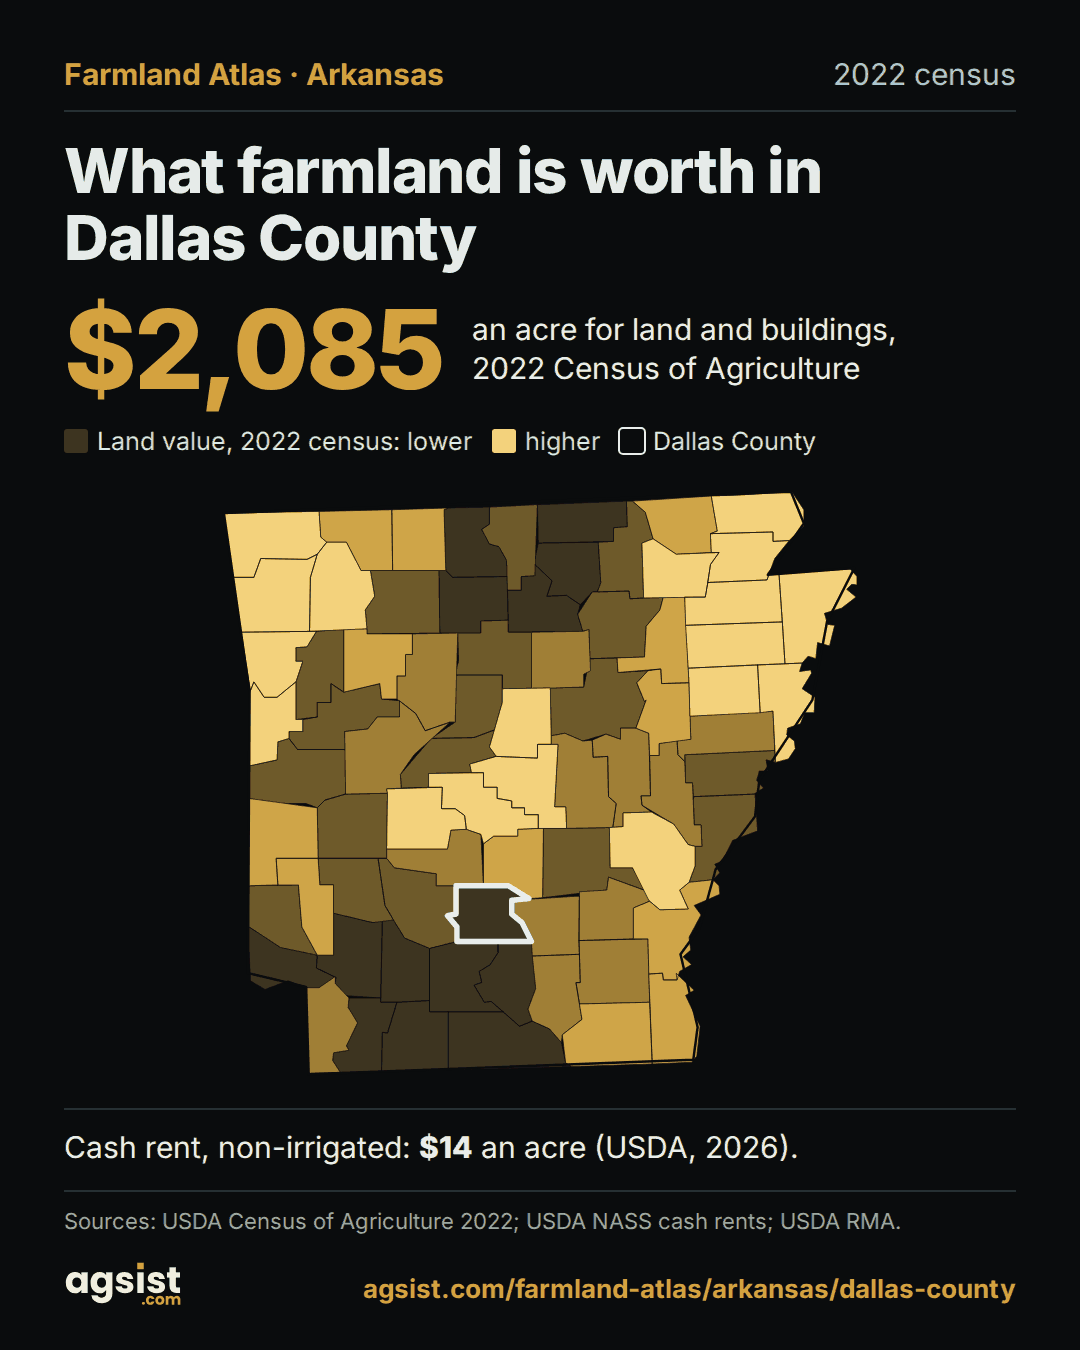 Farmland Atlas · Arkansas
2022 census
What farmland is worth in
Dallas County
$2,085
an acre for land and buildings,
2022 Census of Agriculture
Land value, 2022 census: lower
higher
Dallas County
Cash rent, non-irrigated: $14 an acre (USDA, 2026).
Sources: USDA Census of Agriculture 2022; USDA NASS cash rents; USDA RMA.
agsist
.com
agsist.com/farmland-atlas/arkansas/dallas-county